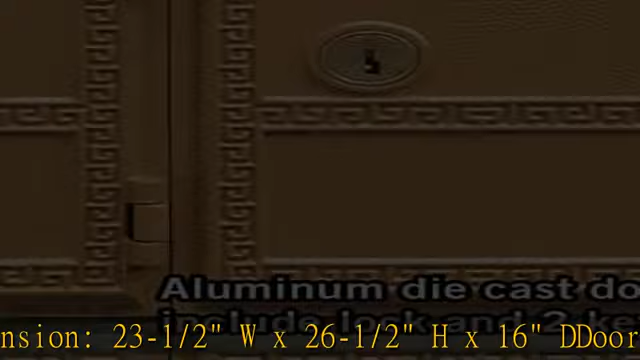 Aluminum die cast do
include lock and 2 ke
nsion: 23-1/2" W x 26-1/2" H x 16" DDoor